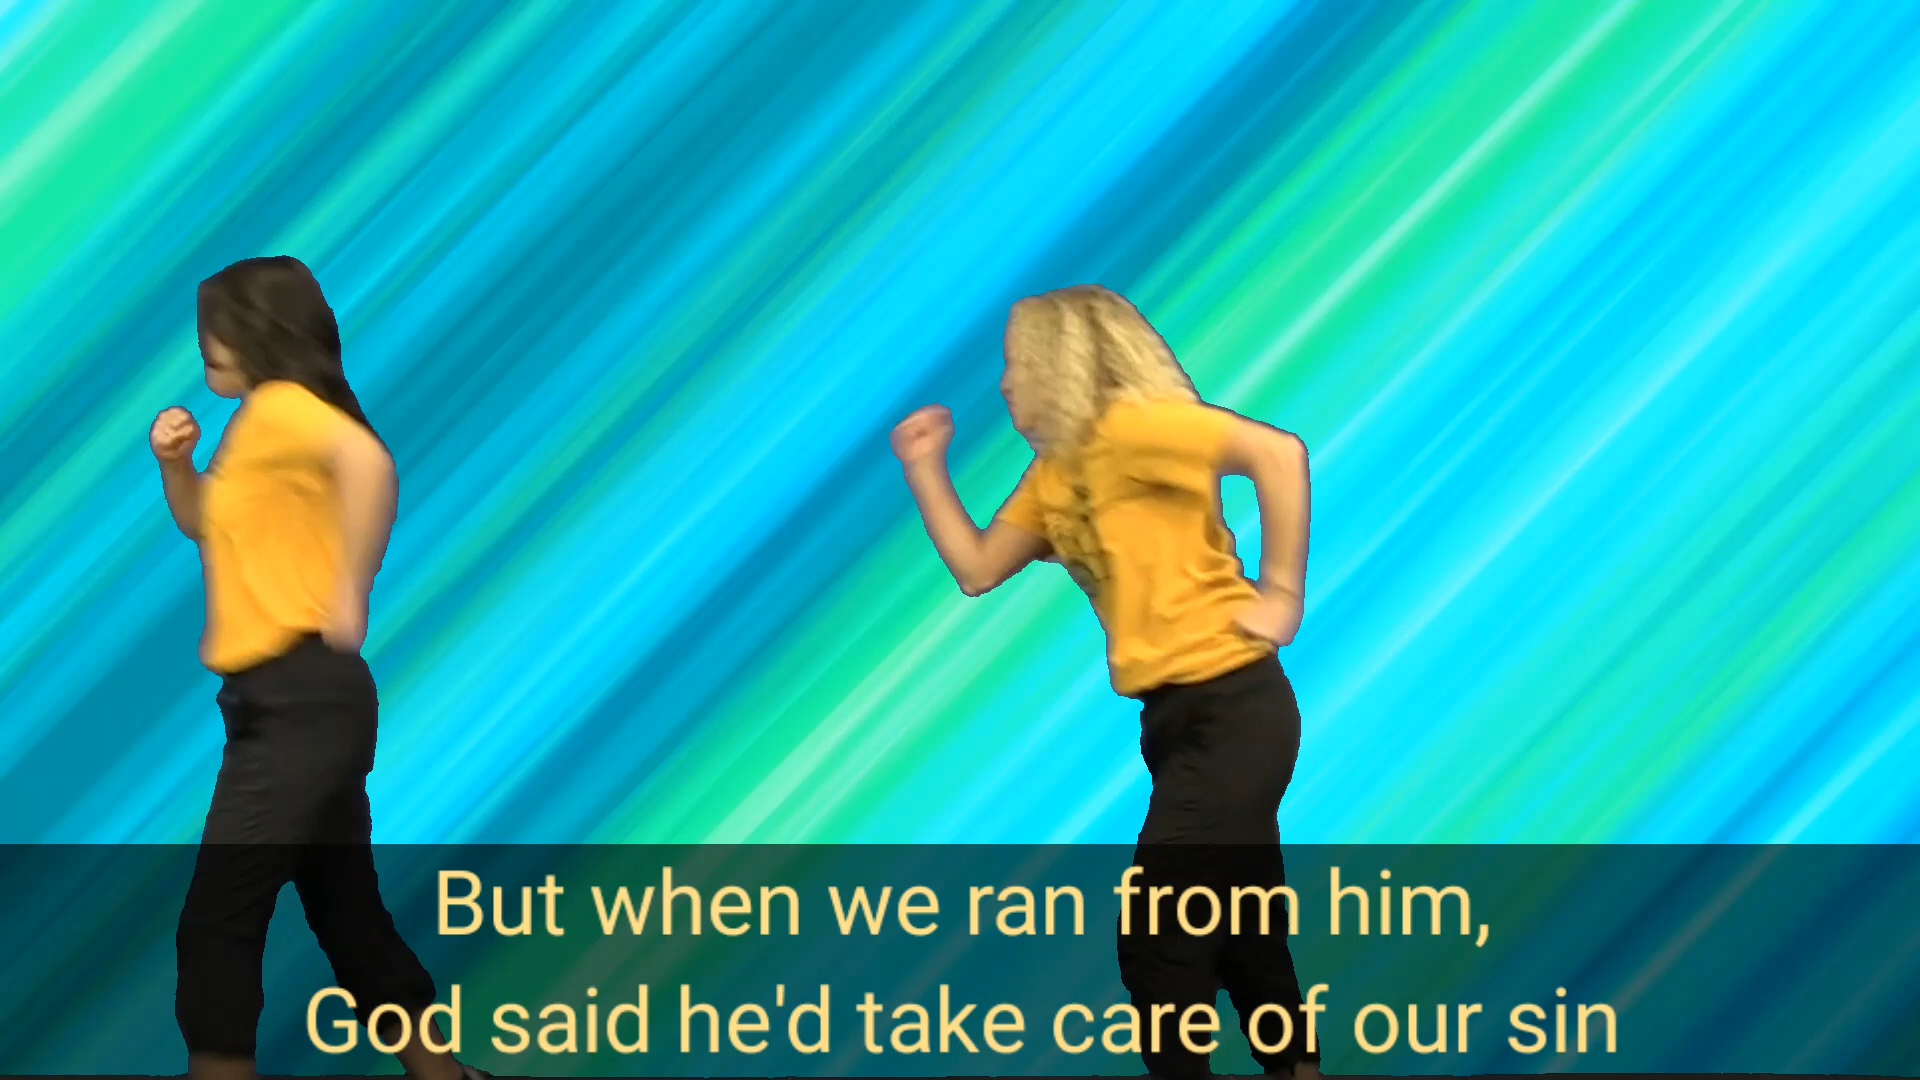 But when we ran from him,
God said he'd take care of our sin